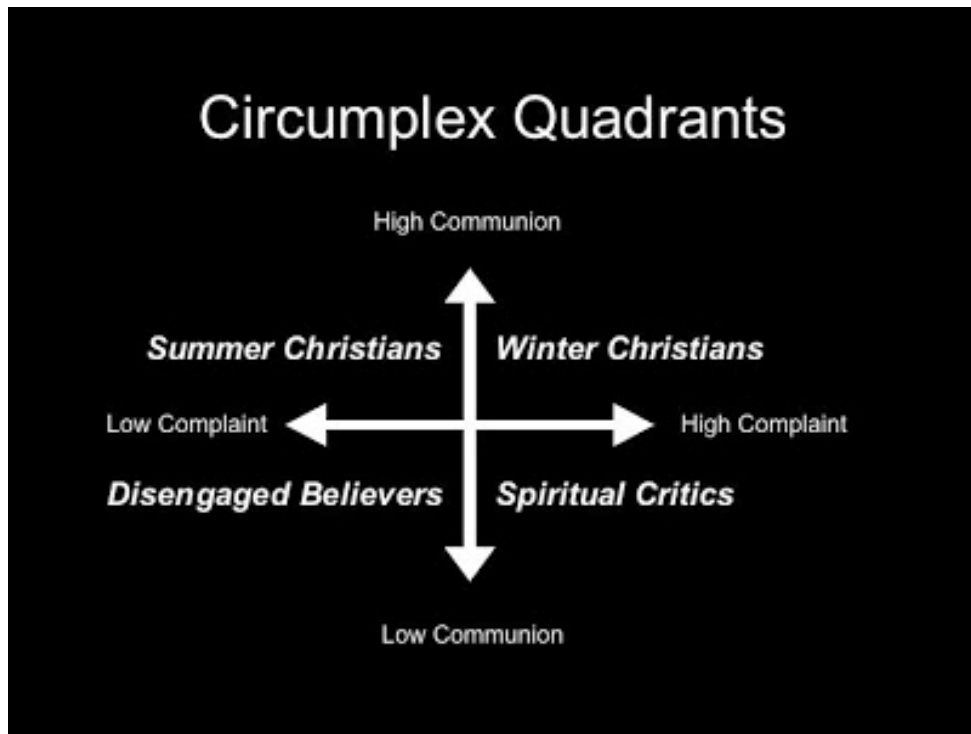 Circumplex Quadrants
High Communion
Summer Christians Winter Christians
Low Complaint High Complaint
Disengaged Believers Spiritual Critics
Low Communion